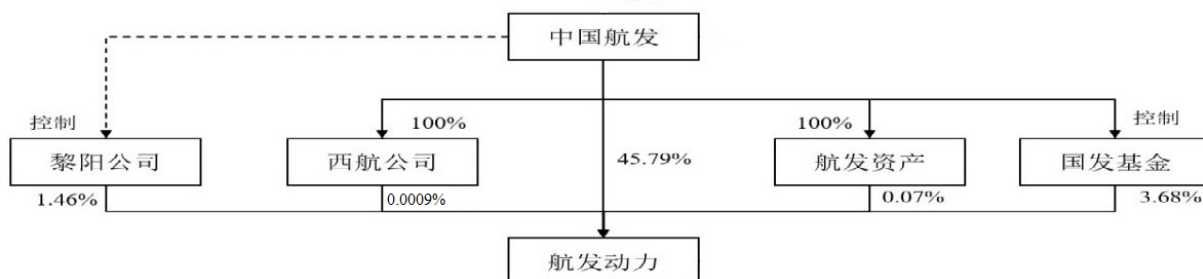 中国航发
控制
100%
100%
控制
黎阳公司
西航公司
45.79%
航发资产
国发基金
1.46%
0.0009%
0.07%
3.68%
航发动力